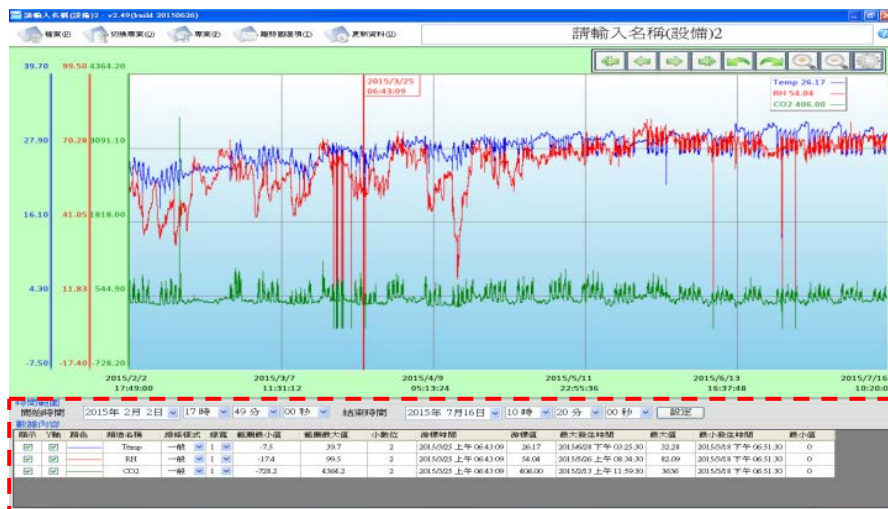 請輸入名稱(設備)2 - v2.49(build 20150626)
檔案(F) 切換專案(Q) 專案(P) 趨勢圖選項(T) 更新資料(U) 請輸入名稱(設備)2
39.70 99.50 4364.20
2015/3/25
06:43:09
Temp 26.17
RH 54.04
CO2 406.00
27.90 70.28 3091.10
16.10 41.05 1818.00
4.30 11.83 544.90
-7.50 -17.40 -728.20
2015/2/2 2015/3/7 2015/4/9 2015/5/11 2015/6/13 2015/7/16
17:49:00 11:31:12 05:13:24 22:55:36 16:37:48 10:20:0
時間範圍
開始時間 2015年 2月 2日 17 時 49 分 00 秒 結束時間 2015年 7月16日 10 時 20 分 00 秒 設定
數據內容
顯示 Y軸 顏色 頻道名稱 線條樣式 線寬 範圍最小值 範圍最大值 小數位 游標時間 游標值 最大發生時間 最大值 最小發生時間 最小值
Temp 一般 1 -7.5 39.7 2 2015/3/25 上午 06:43:09 26.17 2015/6/28 下午 03:25:30 32.28 2015/3/18 下午 06:51:30 0
RH 一般 1 -17.4 99.5 2 2015/3/25 上午 06:43:09 54.04 2015/5/26 上午 08:34:30 82.09 2015/3/18 下午 06:51:30 0
CO2 一般 1 -728.2 4364.2 2 2015/3/25 上午 06:43:09 406.00 2015/2/13 上午 11:59:30 3636 2015/3/18 下午 06:51:30 0